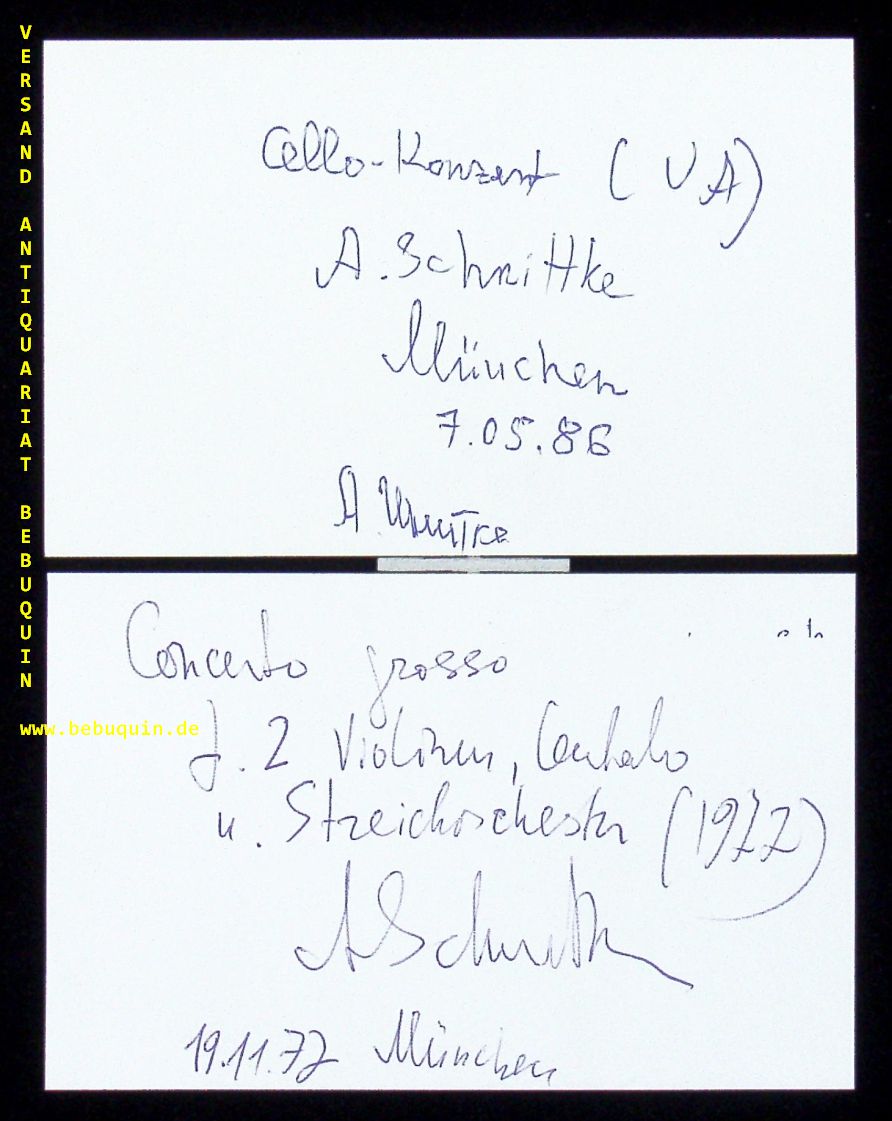 VERSAND ANTIQUARIAT BEBUQUIN
Cello-Konzert (UA)
A. Schnittke
München
7.05.86
А Шнитке
Concerto grosso
www.bebuquin.de
f. 2 Violinen, Cembalo
u. Streichorchester (1977)
A Schnittke
19.11.77 München